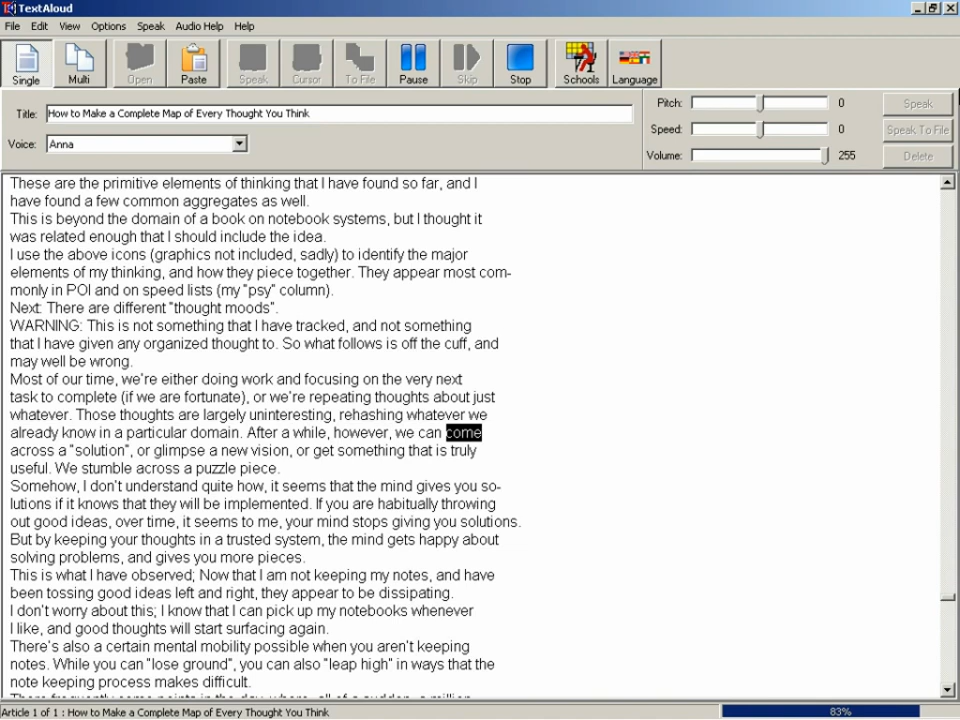 TextAloud
File Edit View Options Speak Audio Help Help
Single Multi Open Paste Speak Cursor To File Pause Skip Stop Schools Language
Title: How to Make a Complete Map of Every Thought You Think
Voice: Anna
Pitch: 0 Speak
Speed: 0 Speak To File
Volume: 255 Delete
These are the primitive elements of thinking that I have found so far, and I
have found a few common aggregates as well.
This is beyond the domain of a book on notebook systems, but I thought it
was related enough that I should include the idea.
I use the above icons (graphics not included, sadly) to identify the major
elements of my thinking, and how they piece together. They appear most com-
monly in POI and on speed lists (my "psy" column).
Next: There are different "thought moods".
WARNING: This is not something that I have tracked, and not something
that I have given any organized thought to. So what follows is off the cuff, and
may well be wrong.
Most of our time, we're either doing work and focusing on the very next
task to complete (if we are fortunate), or we're repeating thoughts about just
whatever. Those thoughts are largely uninteresting, rehashing whatever we
already know in a particular domain. After a while, however, we can come
across a "solution", or glimpse a new vision, or get something that is truly
useful. We stumble across a puzzle piece.
Somehow, I don't understand quite how, it seems that the mind gives you so-
lutions if it knows that they will be implemented. If you are habitually throwing
out good ideas, over time, it seems to me, your mind stops giving you solutions.
But by keeping your thoughts in a trusted system, the mind gets happy about
solving problems, and gives you more pieces.
This is what I have observed; Now that I am not keeping my notes, and have
been tossing good ideas left and right, they appear to be dissipating.
I don't worry about this; I know that I can pick up my notebooks whenever
I like, and good thoughts will start surfacing again.
There's also a certain mental mobility possible when you aren't keeping
notes. While you can "lose ground", you can also "leap high" in ways that the
note keeping process makes difficult.
There frequently come points in the day, where, all of a sudden, a million
Article 1 of 1 : How to Make a Complete Map of Every Thought You Think 83%